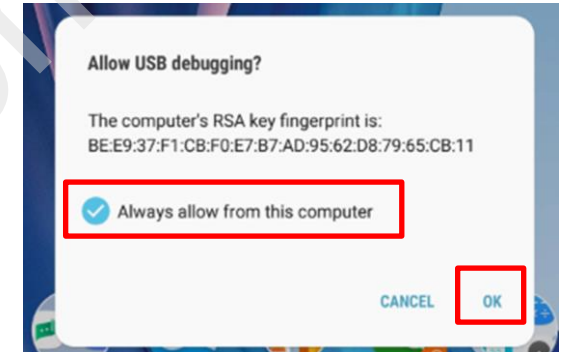 Allow USB debugging?
The computer's RSA key fingerprint is:
BE:E9:37:F1:CB:F0:E7:B7:AD:95:62:D8:79:65:CB:11
Always allow from this computer
CANCEL OK